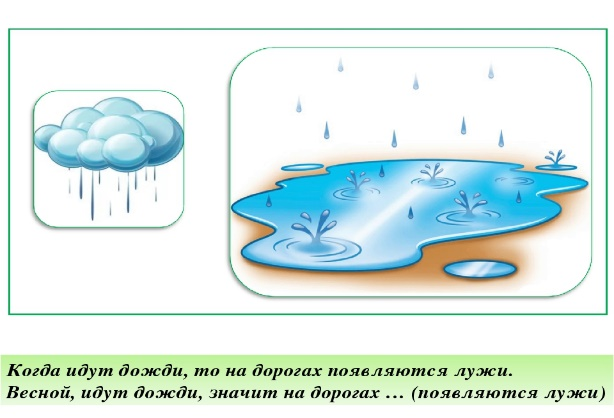 Когда идут дожди, то на дорогах появляются лужи.
Весной, идут дожди, значит на дорогах ... (появляются лужи)